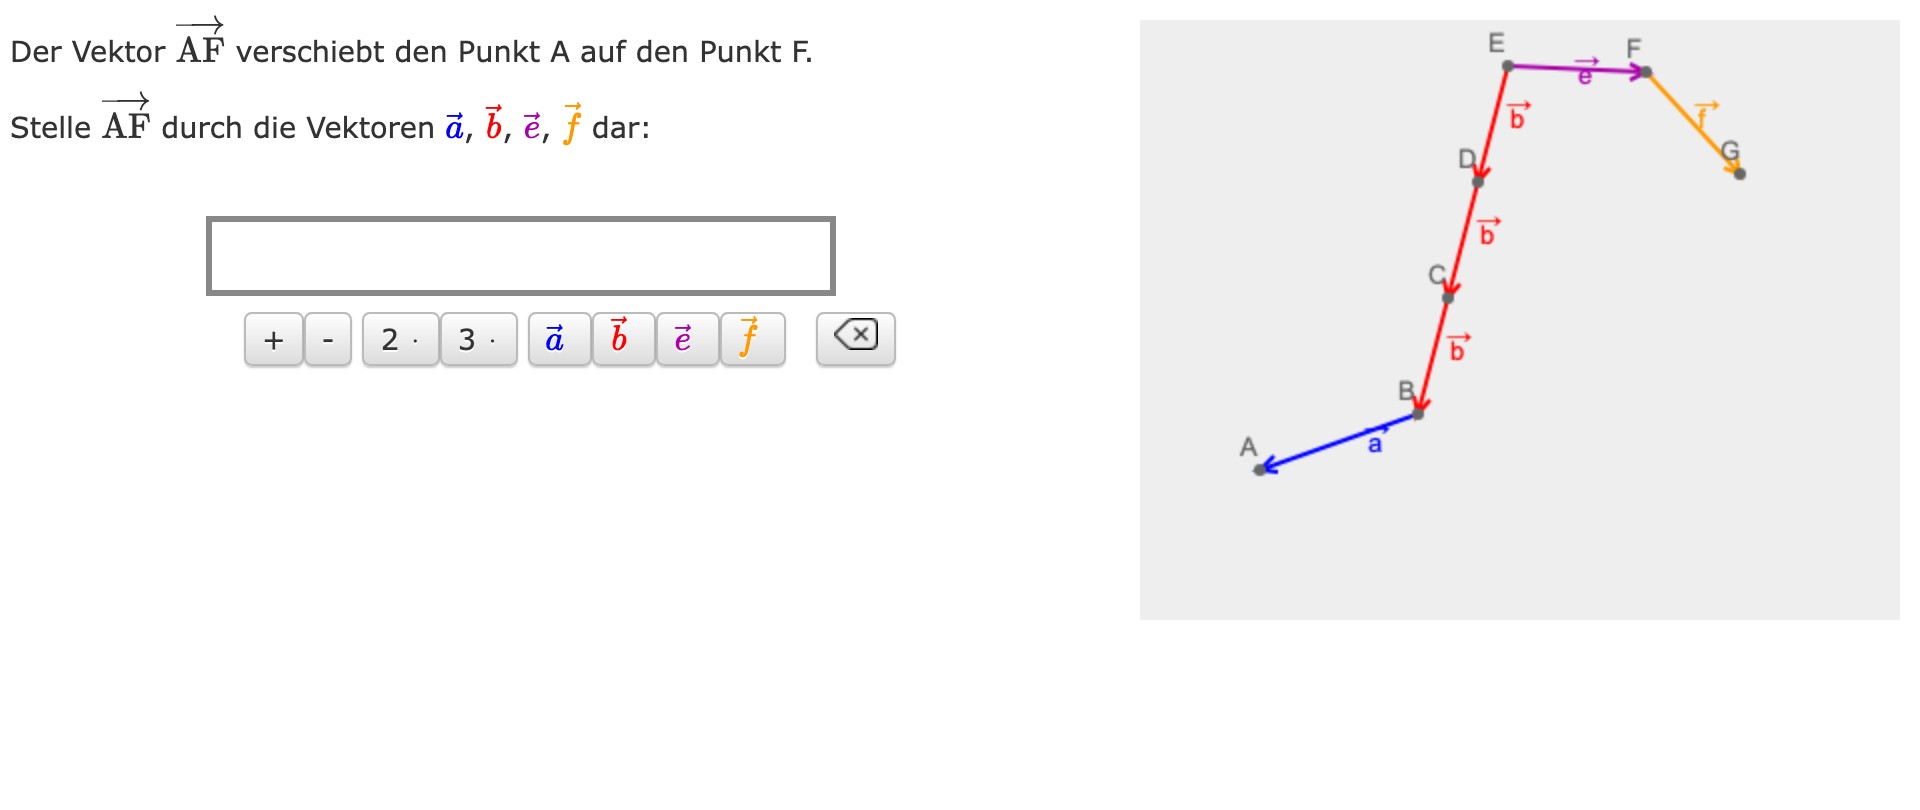 Der Vektor $\overrightarrow{AF}$ verschiebt den Punkt A auf den Punkt F.
Stelle $\overrightarrow{AF}$ durch die Vektoren $\vec{a}$, $\vec{b}$, $\vec{e}$, $\vec{f}$ dar:
+ - 2 · 3 · $\vec{a}$ $\vec{b}$ $\vec{e}$ $\vec{f}$
E
F
$\vec{e}$
$\vec{b}$
$\vec{f}$
D
G
$\vec{b}$
C
$\vec{b}$
B
A
$\vec{a}$